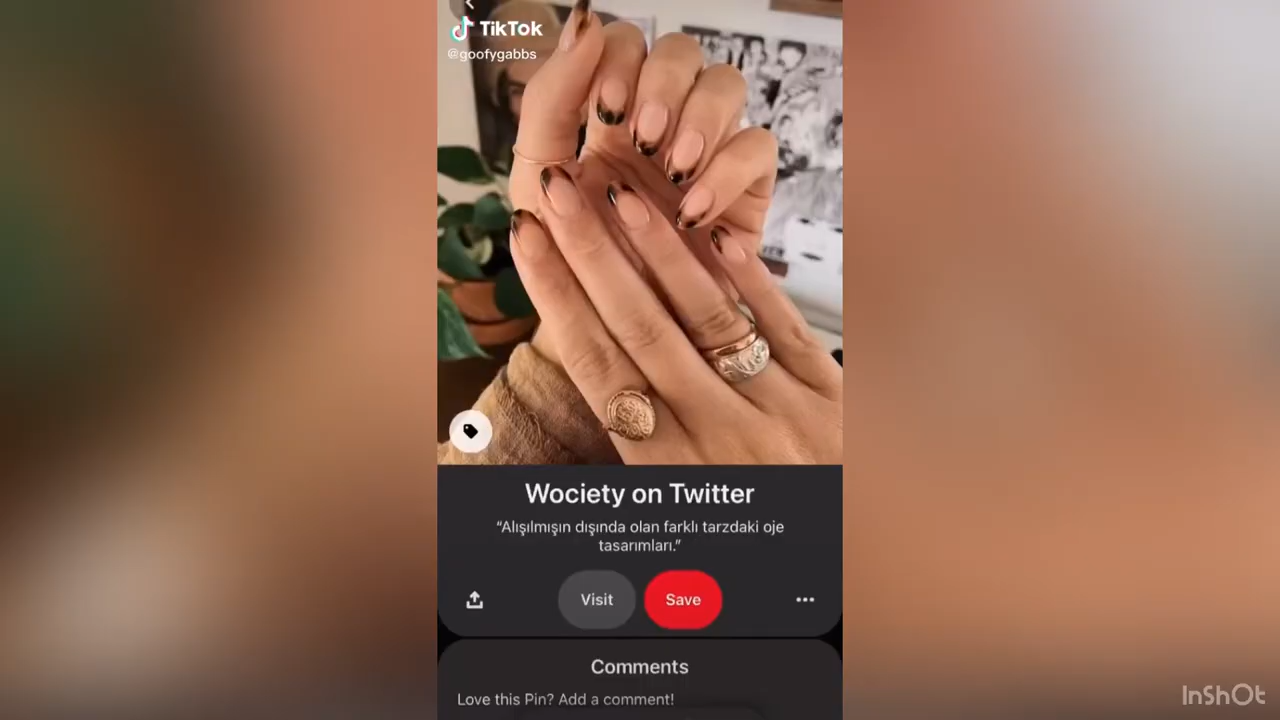 TikTok
@goofygabbs
Wociety on Twitter
“Alışılmışın dışında olan farklı tarzdaki oje
tasarımları.”
Visit
Save
Comments
Love this Pin? Add a comment!
InShOt